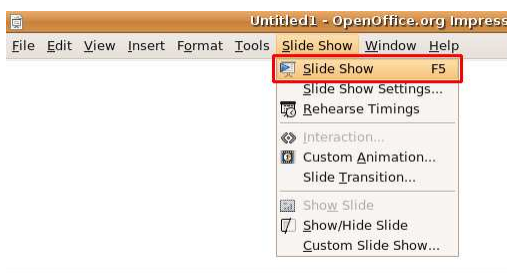 Untitled1 - OpenOffice.org Impress
File Edit View Insert Format Tools Slide Show Window Help
Slide Show F5
Slide Show Settings...
Rehearse Timings
Interaction...
Custom Animation...
Slide Transition...
Show Slide
Show/Hide Slide
Custom Slide Show...